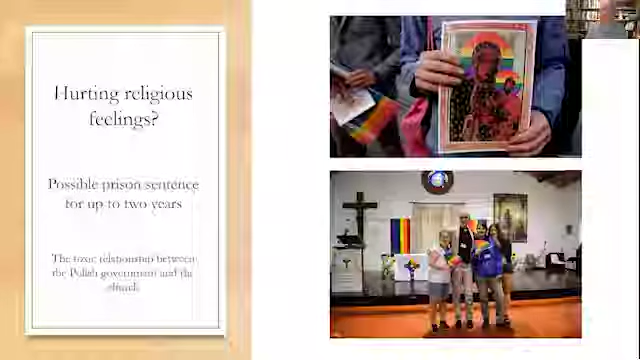 Hurting religious
feelings?
Possible prison sentence
for up to two years
The toxic relationship between
the Polish government and the
church